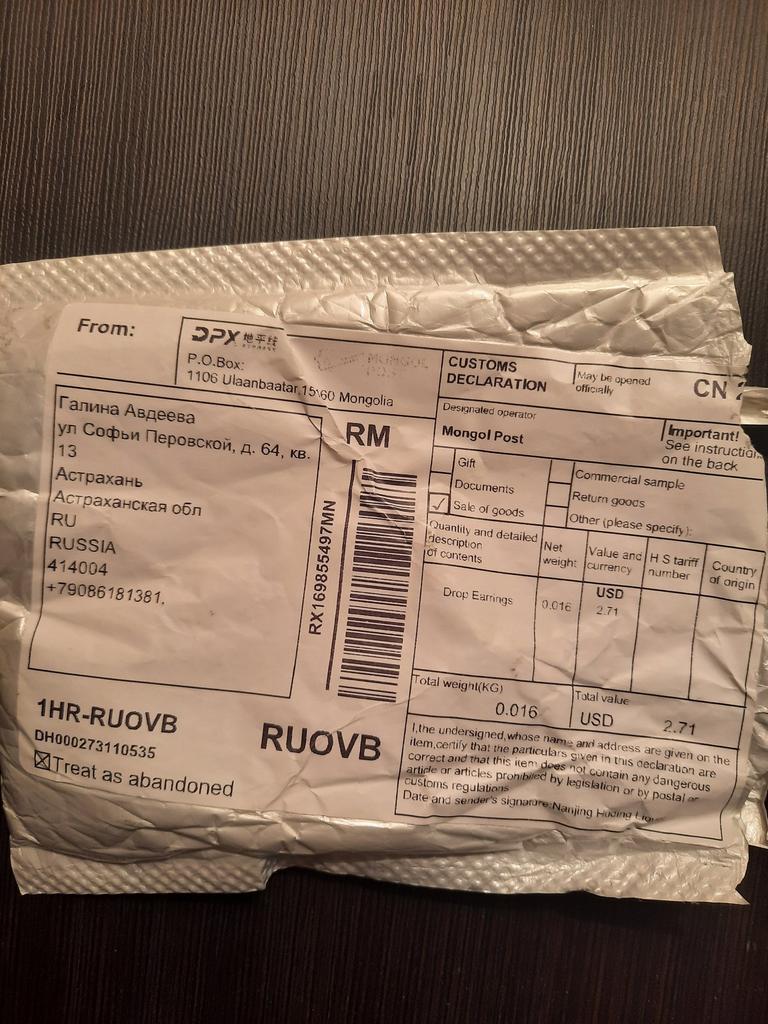 From:
DPX 地平线
P.O.Box:
1106 Ulaanbaatar,15160 Mongolia
MONGOL
Галина Авдеева
ул Софьи Перовской, д. 64, кв.
13
Астрахань
Астраханская обл
RU
RUSSIA
414004
+79086181381,
RM
RX169855497MN
1HR-RUOVB
DH000273110535
Treat as abandoned
RUOVB
CUSTOMS
DECLARATION
May be opened
officially
CN
Designated operator
Mongol Post
Important!
See instruction
on the back
Gift
Documents
✓ Sale of goods
Commercial sample
Return goods
Other (please specify):
Quantity and detailed
description
of contents
Net
weight
Value and
currency
H S tariff
number
Country
of origin
Drop Earrings
0.016
USD
2.71
Total weight(KG)
0.016
Total value
USD 2.71
I,the undersigned,whose name and address are given on the
item,certify that the particulars given in this declaration are
correct and that this item does not contain any dangerous
article or articles prohibited by legislation or by postal or
customs regulations
Date and sender's signature:Nanjing